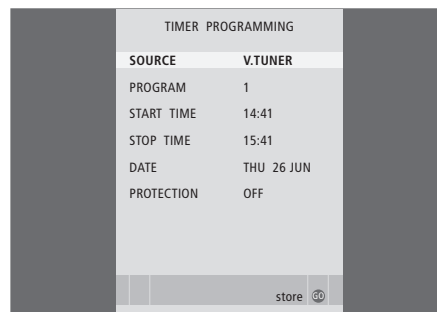 TIMER PROGRAMMING
SOURCE V.TUNER
PROGRAM 1
START TIME 14:41
STOP TIME 15:41
DATE THU 26 JUN
PROTECTION OFF
store GO